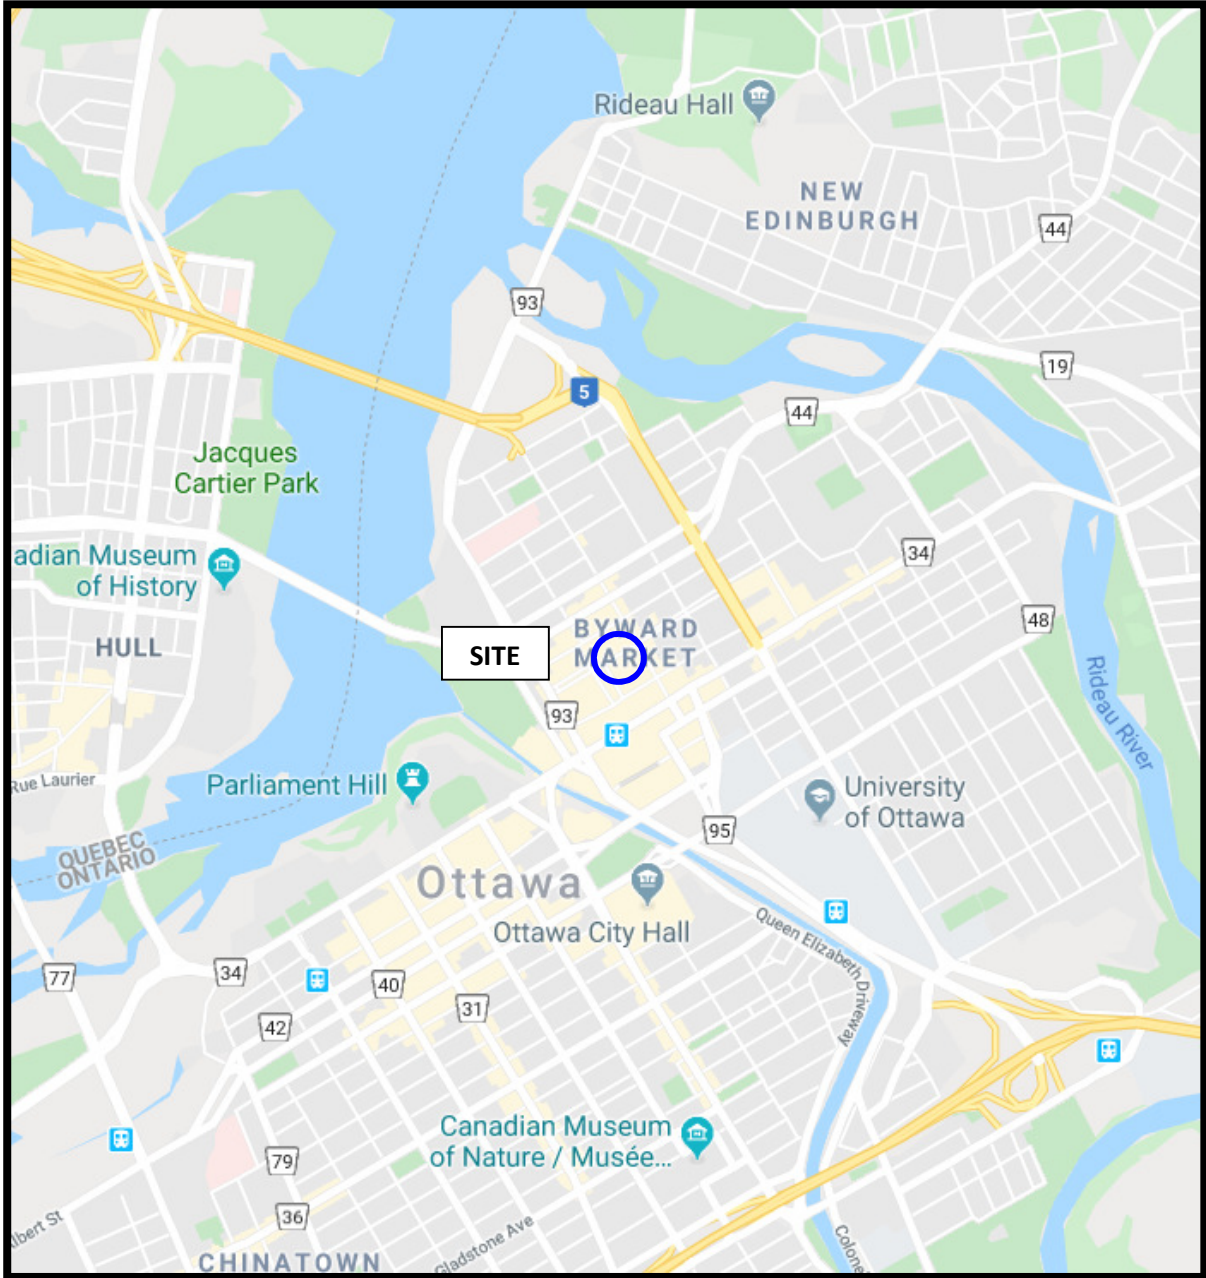 Rideau Hall
NEW
EDINBURGH
44
93
19
5
44
Jacques
Cartier Park
34
adian Museum
of History
48
BYWARD
MARKET
HULL
SITE
Rideau River
93
Rue Laurier
Parliament Hill
University
of Ottawa
95
QUEBEC
ONTARIO
Ottawa
Ottawa City Hall
Queen Elizabeth Driveway
77
34
40
31
42
Canadian Museum
of Nature / Musée...
79
36
lbert St
Gladstone Ave
Colone
CHINATOWN